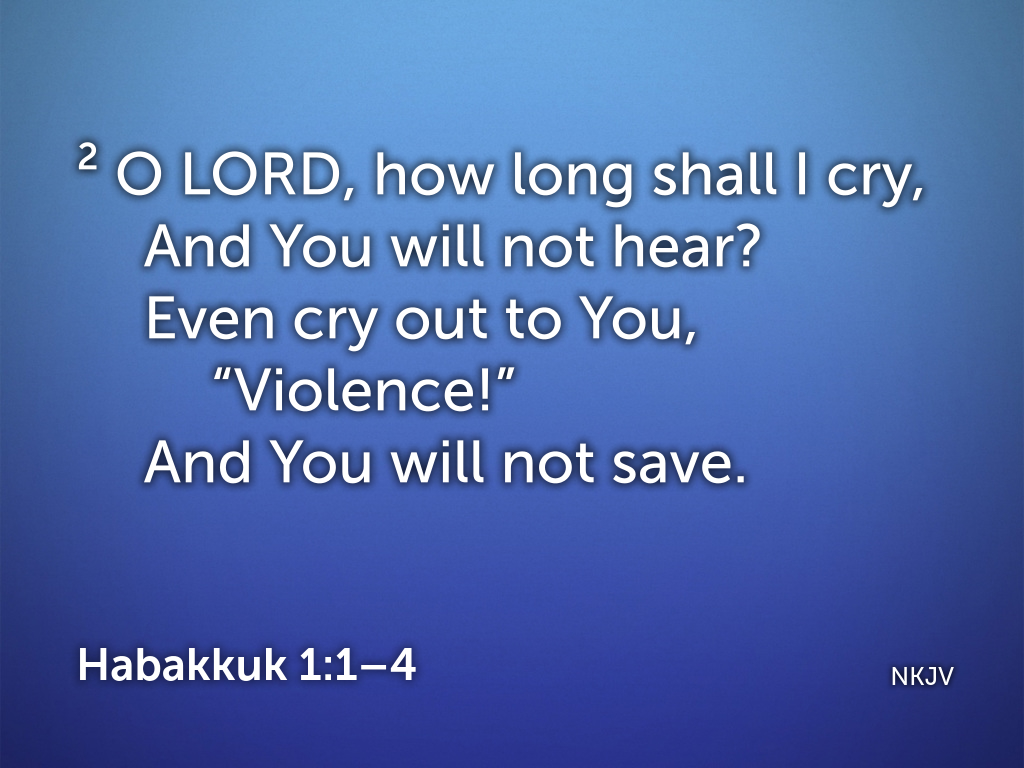 ² O LORD, how long shall I cry,
And You will not hear?
Even cry out to You,
“Violence!”
And You will not save.
Habakkuk 1:1–4
NKJV